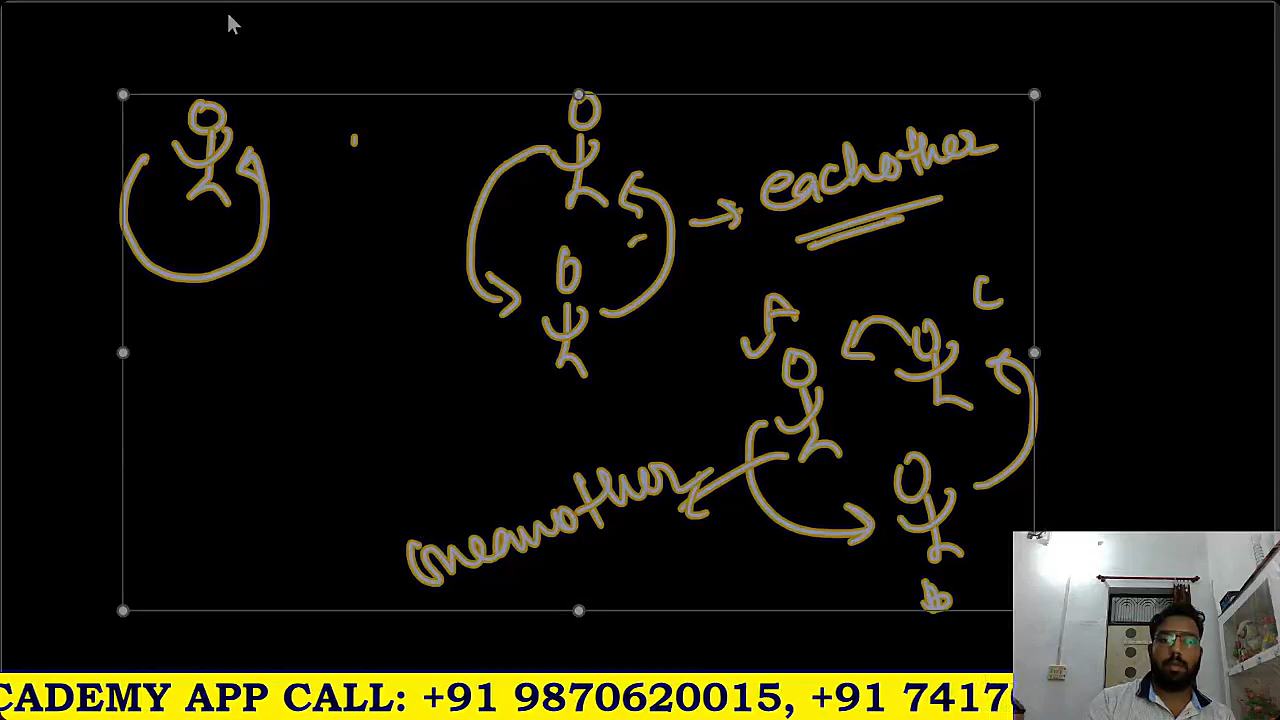 eachother
C
A
oneanother
B
CADEMY APP CALL: +91 9870620015, +91 7417